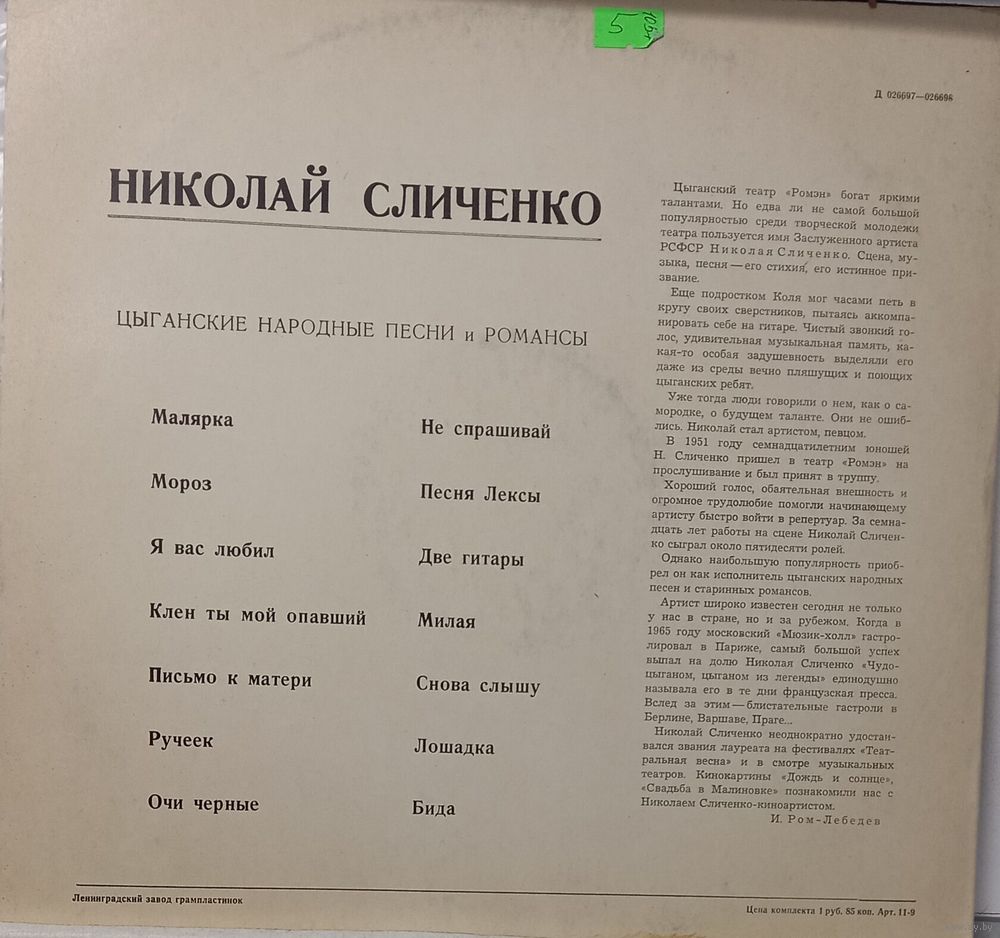 5
10бл
Д 026697—026698
НИКОЛАЙ СЛИЧЕНКО
ЦЫГАНСКИЕ НАРОДНЫЕ ПЕСНИ и РОМАНСЫ
Малярка
Мороз
Я вас любил
Клен ты мой опавший
Письмо к матери
Ручеек
Очи черные
Не спрашивай
Песня Лексы
Две гитары
Милая
Снова слышу
Лошадка
Бида
Цыганский театр «Ромэн» богат яркими
талантами. Но едва ли не самой большой
популярностью среди творческой молодежи
театра пользуется имя Заслуженного артиста
РСФСР Николая Сличенко. Сцена, му-
зыка, песня — его стихия, его истинное при-
звание.
Еще подростком Коля мог часами петь в
кругу своих сверстников, пытаясь аккомпа-
нировать себе на гитаре. Чистый звонкий го-
лос, удивительная музыкальная память, ка-
кая-то особая задушевность выделяли его
даже из среды вечно пляшущих и поющих
цыганских ребят.
Уже тогда люди говорили о нем, как о са-
мородке, о будущем таланте. Они не ошиб-
лись. Николай стал артистом, певцом.
В 1951 году семнадцатилетним юношей
Н. Сличенко пришел в театр «Ромэн» на
прослушивание и был принят в труппу.
Хороший голос, обаятельная внешность и
огромное трудолюбие помогли начинающему
артисту быстро войти в репертуар. За семна-
дцать лет работы на сцене Николай Сличен-
ко сыграл около пятидесяти ролей.
Однако наибольшую популярность приоб-
рел он как исполнитель цыганских народных
песен и старинных романсов.
Артист широко известен сегодня не только
у нас в стране, но и за рубежом. Когда в
1965 году московский «Мюзик-холл» гастро-
лировал в Париже, самый большой успех
выпал на долю Николая Сличенко «Чудо-
цыганом, цыганом из легенды» единодушно
называла его в те дни французская пресса.
Вслед за этим — блистательные гастроли в
Берлине, Варшаве, Праге...
Николай Сличенко неоднократно удостаи-
вался звания лауреата на фестивалях «Теат-
ральная весна» и в смотре музыкальных
театров. Кинокартины «Дождь и солнце»,
«Свадьба в Малиновке» познакомили нас с
Николаем Сличенко-киноартистом.
И. Ром-Лебедев
Ленинградский завод грампластинок
Цена комплекта 1 руб. 85 коп. Арт. 11-9